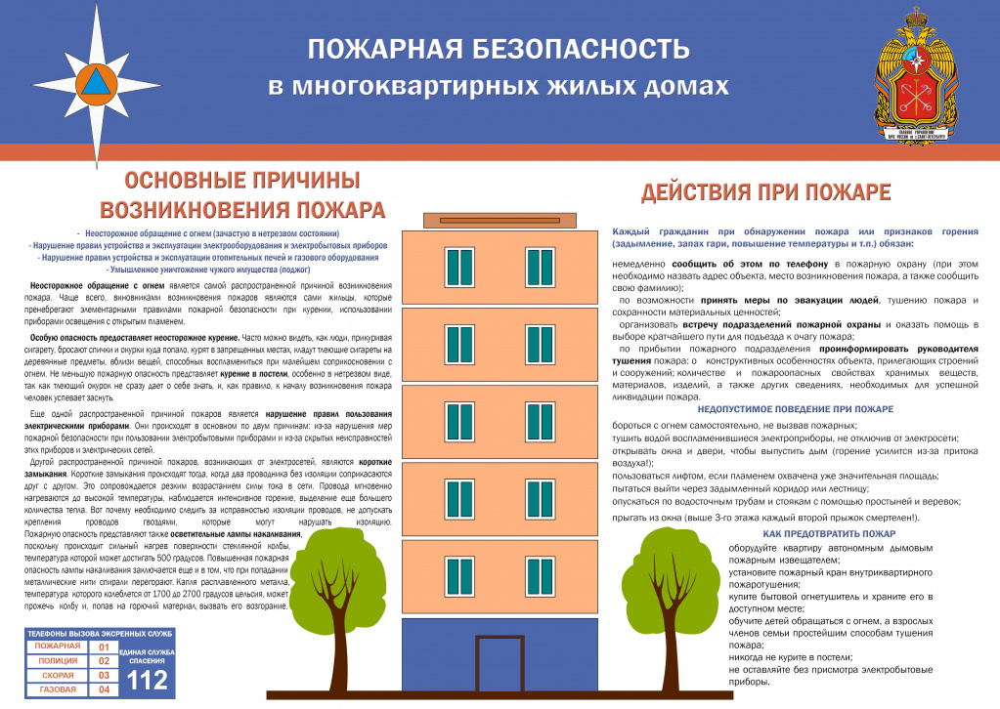 ПОЖАРНАЯ БЕЗОПАСНОСТЬ
в многоквартирных жилых домах
ГЛАВНОЕ УПРАВЛЕНИЕ
МЧС РОССИИ по г.САНКТ-ПЕТЕРБУРГУ
ОСНОВНЫЕ ПРИЧИНЫ
ВОЗНИКНОВЕНИЯ ПОЖАРА
- Неосторожное обращение с огнем (зачастую в нетрезвом состоянии)
- Нарушение правил устройства и эксплуатации электрооборудования и электробытовых приборов
- Нарушение правил устройства и эксплуатации отопительных печей и газового оборудования
- Умышленное уничтожение чужого имущества (поджог)
Неосторожное обращение с огнем является самой распространенной причиной возникновения
пожара. Чаще всего, виновниками возникновения пожаров являются сами жильцы, которые
пренебрегают элементарными правилами пожарной безопасности при курении, использовании
приборами освещения с открытым пламенем.
Особую опасность предоставляет неосторожное курение. Часто можно видеть, как люди, прикуривая
сигарету, бросают спички и окурки куда попало, курят в запрещенных местах, кладут тлеющие сигареты на
деревянные предметы, вблизи вещей, способных воспламениться при малейшем соприкосновении с
огнем. Не меньшую пожарную опасность представляет курение в постели, особенно в нетрезвом виде,
так как тлеющий окурок не сразу дает о себе знать, и, как правило, к началу возникновения пожара
человек успевает заснуть.
Еще одной распространенной причиной пожаров является нарушение правил пользования
электрическими приборами. Они происходят в основном по двум причинам: из-за нарушения мер
пожарной безопасности при пользовании электробытовыми приборами и из-за скрытых неисправностей
этих приборов и электрических сетей.
Другой распространенной причиной пожаров, возникающих от электросетей, являются короткие
замыкания. Короткие замыкания происходят тогда, когда два проводника без изоляции соприкасаются
друг с другом. Это сопровождается резким возрастанием силы тока в сети. Провода мгновенно
нагреваются до высокой температуры, наблюдается интенсивное горение, выделение еще большего
количества тепла. Вот почему необходимо следить за исправностью изоляции проводов, не допускать
крепления проводов гвоздями, которые могут нарушать изоляцию.
Пожарную опасность представляют также осветительные лампы накаливания,
поскольку происходит сильный нагрев поверхности стеклянной колбы,
температура которой может достигать 500 градусов. Повышенная пожарная
опасность лампы накаливания заключается еще и в том, что при попадании
металлические нити спирали перегорают. Капля расплавленного металла,
температура которого колеблется от 1700 до 2700 градусов цельсия, может
прожечь колбу и, попав на горючий материал, вызвать его возгорание.
ТЕЛЕФОНЫ ВЫЗОВА ЭКСРЕННЫХ СЛУЖБ
ПОЖАРНАЯ 01
ПОЛИЦИЯ 02
СКОРАЯ 03
ГАЗОВАЯ 04
ЕДИНАЯ СЛУЖБА
СПАСЕНИЯ
112
ДЕЙСТВИЯ ПРИ ПОЖАРЕ
Каждый гражданин при обнаружении пожара или признаков горения
(задымление, запах гари, повышение температуры и т.п.) обязан:
немедленно сообщить об этом по телефону в пожарную охрану (при этом
необходимо назвать адрес объекта, место возникновения пожара, а также сообщить
свою фамилию);
по возможности принять меры по эвакуации людей, тушению пожара и
сохранности материальных ценностей;
организовать встречу подразделений пожарной охраны и оказать помощь в
выборе кратчайшего пути для подъезда к очагу пожара;
по прибытии пожарного подразделения проинформировать руководителя
тушения пожара: о конструктивных особенностях объекта, прилегающих строений
и сооружений; количестве и пожароопасных свойствах хранимых веществ,
материалов, изделий, а также других сведениях, необходимых для успешной
ликвидации пожара.
НЕДОПУСТИМОЕ ПОВЕДЕНИЕ ПРИ ПОЖАРЕ
бороться с огнем самостоятельно, не вызвав пожарных;
тушить водой воспламенившиеся электроприборы, не отключив от электросети;
открывать окна и двери, чтобы выпустить дым (горение усилится из-за притока
воздуха!);
пользоваться лифтом, если пламенем охвачена уже значительная площадь;
пытаться выйти через задымленный коридор или лестницу;
опускаться по водосточным трубам и стоякам с помощью простыней и веревок;
прыгать из окна (выше 3-го этажа каждый второй прыжок смертелен!).
КАК ПРЕДОТВРАТИТЬ ПОЖАР
оборудуйте квартиру автономным дымовым
пожарным извещателем;
установите пожарный кран внутриквартирного
пожаротушения;
купите бытовой огнетушитель и храните его в
доступном месте;
обучите детей обращаться с огнем, а взрослых
членов семьи простейшим способам тушения
пожара;
никогда не курите в постели;
не оставляйте без присмотра электробытовые
приборы.